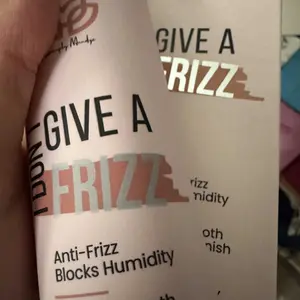 I DON'T
GIVE A
FRIZZ
Anti-Frizz
Blocks Humidity
GIVE A
FRIZZ
rizz
midity
oth
nish